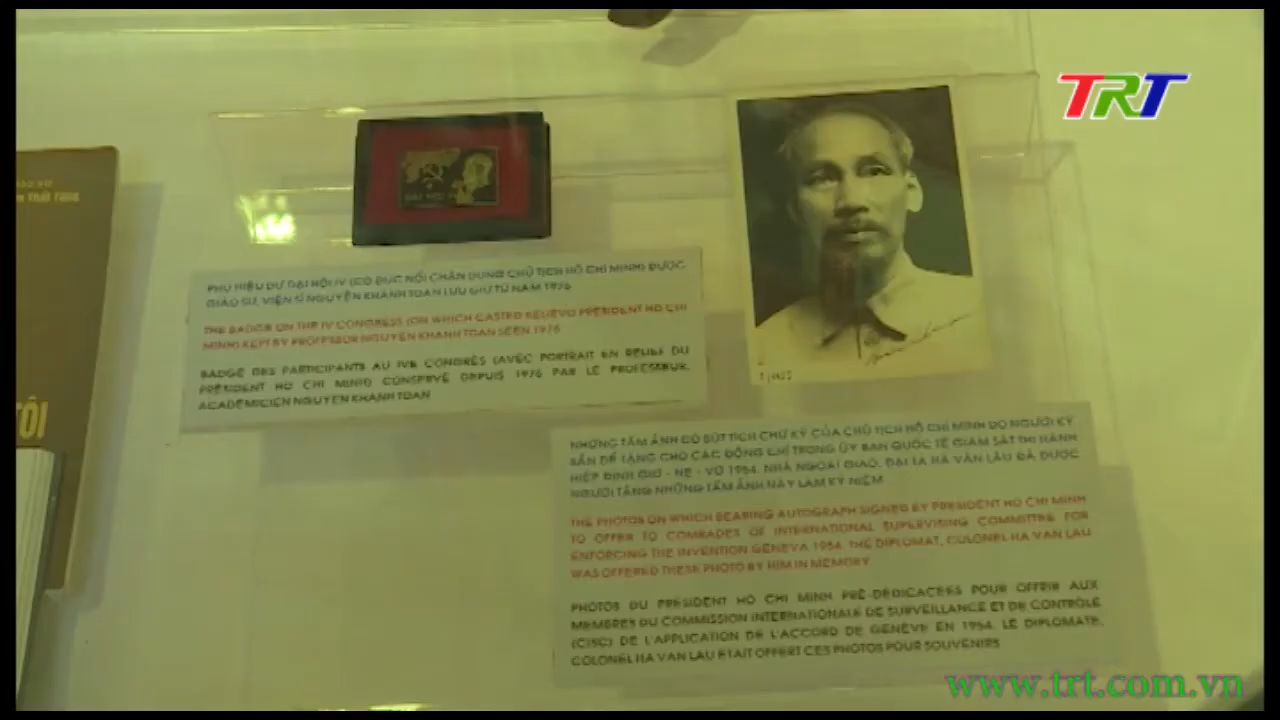 TRT
THẤT TÙNG
TÔI
ĐẠI HỘI IV
PHÙ HIỆU DỰ ĐẠI HỘI IV (CÓ ĐÚC NỔI CHÂN DUNG CHỦ TỊCH HỒ CHÍ MINH) ĐƯỢC
GIÁO SƯ, VIỆN SĨ NGUYỄN KHÁNH TOÀN LƯU GIỮ TỪ NĂM 1976
THE BADGE ON THE IV CONGRESS (ON WHICH CASTED RELIEVO PRESIDENT HO CHI
MINH) KEPT BY PROFESSOR NGUYEN KHANH TOAN SEEN 1976
BADGE DES PARTICIPANTS AU IVE CONGRÈS (AVEC PORTRAIT EN RELIEF DU
PRÉSIDENT HO CHI MINH) CONSERVÉ DEPUIS 1976 PAR LE PROFESSEUR,
ACADÉMICIEN NGUYEN KHANH TOAN
NHỮNG TẤM ẢNH CÓ BÚT TÍCH CHỮ KÝ CỦA CHỦ TỊCH HỒ CHÍ MINH DO NGƯỜI KÝ
SẴN ĐỂ TẶNG CHO CÁC ĐỒNG CHÍ TRONG ỦY BAN QUỐC TẾ GIÁM SÁT THI HÀNH
HIỆP ĐỊNH GIƠ - NE - VƠ 1954. NHÀ NGOẠI GIAO, ĐẠI TÁ HÀ VĂN LÂU ĐÃ ĐƯỢC
NGƯỜI TẶNG NHỮNG TẤM ẢNH NÀY LÀM KỶ NIỆM
THE PHOTOS ON WHICH BEARING AUTOGRAPH SIGNED BY PRESIDENT HO CHI MINH
TO OFFER TO COMRADES OF INTERNATIONAL SUPERVISING COMMITTEE FOR
ENFORCING THE INVENTION GENEVA 1954. THE DIPLOMAT, COLONEL HA VAN LAU
WAS OFFERED THESE PHOTO BY HIM IN MEMORY
PHOTOS DU PRÉSIDENT HO CHI MINH PRÉ-DÉDICACÉES POUR OFFRIR AUX
MEMBRES DU COMMISSION INTERNATIONALE DE SURVEILLANCE ET DE CONTRÔLE
(CISC) DE L'APPLICATION DE L'ACCORD DE GENÈVE EN 1954. LE DIPLOMATE,
COLONEL HA VAN LAU ÉTAIT OFFERT CES PHOTOS POUR SOUVENIRS
www.trt.com.vn